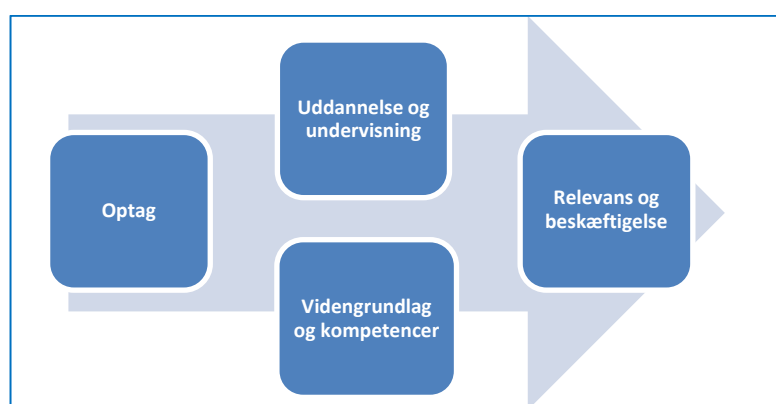 Optag
Uddannelse og
undervisning
Videngrundlag
og kompetencer
Relevans og
beskæftigelse